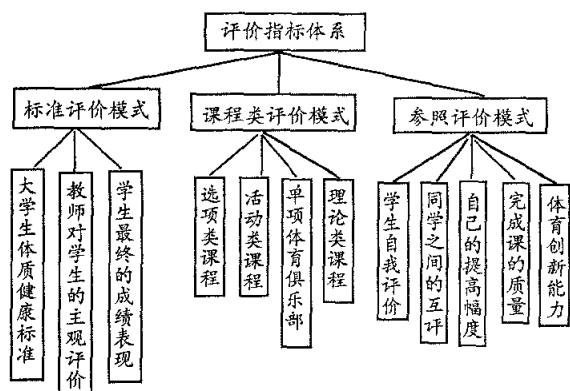 评价指标体系
标准评价模式
课程类评价模式
参照评价模式
大学生体质健康标准
教师对学生的主观评价
学生最终的成绩表现
选项类课程
活动类课程
单项体育俱乐部
理论类课程
学生自我评价
同学之间的互评
自己的提高幅度
完成课的质量
体育创新能力